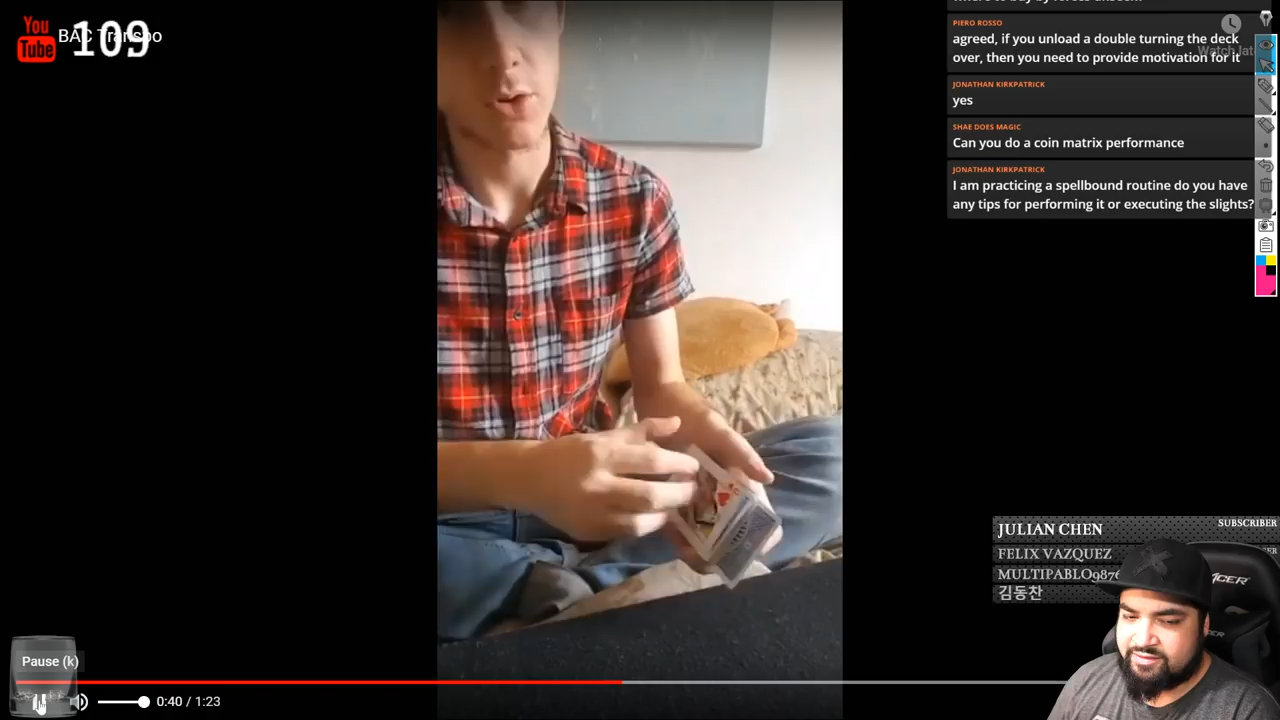 You
Tube
109
BAC Transpo
PIERO ROSSO
agreed, if you unload a double turning the deck
over, then you need to provide motivation for it
Watch lat
JONATHAN KIRKPATRICK
yes
SHAE DOES MAGIC
Can you do a coin matrix performance
JONATHAN KIRKPATRICK
I am practicing a spellbound routine do you have
any tips for performing it or executing the slights?
JULIAN CHEN
SUBSCRIBER
FELIX VAZQUEZ
MULTIPABLO9876
김동찬
Pause (k)
0:40 / 1:23